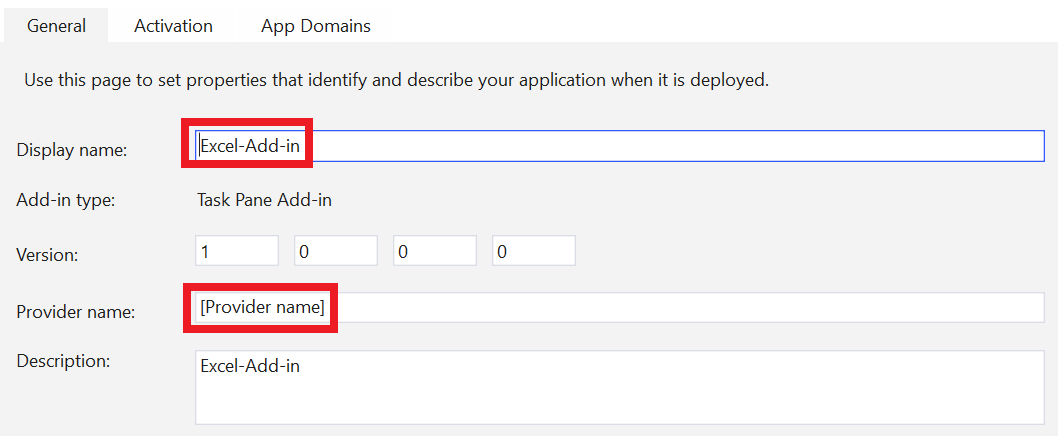 General Activation App Domains
Use this page to set properties that identify and describe your application when it is deployed.
Display name: Excel-Add-in
Add-in type: Task Pane Add-in
Version: 1 0 0 0
Provider name: [Provider name]
Description: Excel-Add-in